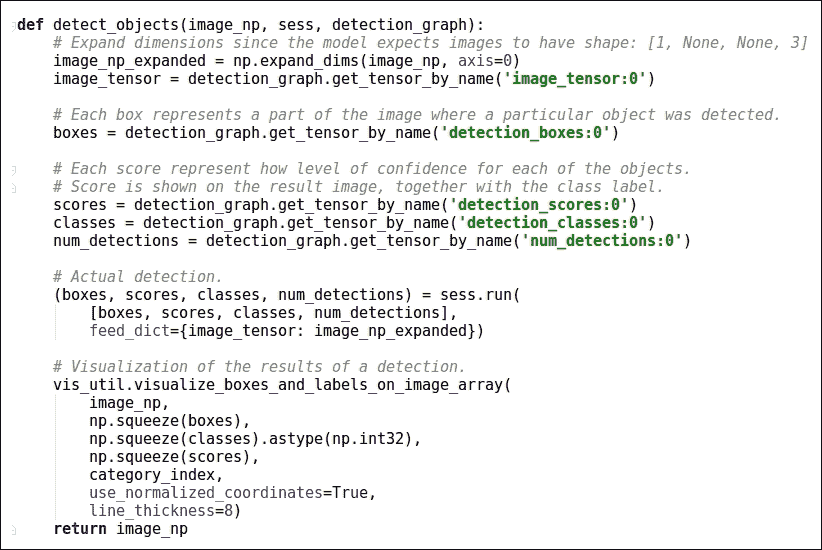 def detect_objects(image_np, sess, detection_graph):
    # Expand dimensions since the model expects images to have shape: [1, None, None, 3]
    image_np_expanded = np.expand_dims(image_np, axis=0)
    image_tensor = detection_graph.get_tensor_by_name('image_tensor:0')

    # Each box represents a part of the image where a particular object was detected.
    boxes = detection_graph.get_tensor_by_name('detection_boxes:0')

    # Each score represent how level of confidence for each of the objects.
    # Score is shown on the result image, together with the class label.
    scores = detection_graph.get_tensor_by_name('detection_scores:0')
    classes = detection_graph.get_tensor_by_name('detection_classes:0')
    num_detections = detection_graph.get_tensor_by_name('num_detections:0')

    # Actual detection.
    (boxes, scores, classes, num_detections) = sess.run(
        [boxes, scores, classes, num_detections],
        feed_dict={image_tensor: image_np_expanded})

    # Visualization of the results of a detection.
    vis_util.visualize_boxes_and_labels_on_image_array(
        image_np,
        np.squeeze(boxes),
        np.squeeze(classes).astype(np.int32),
        np.squeeze(scores),
        category_index,
        use_normalized_coordinates=True,
        line_thickness=8)
    return image_np